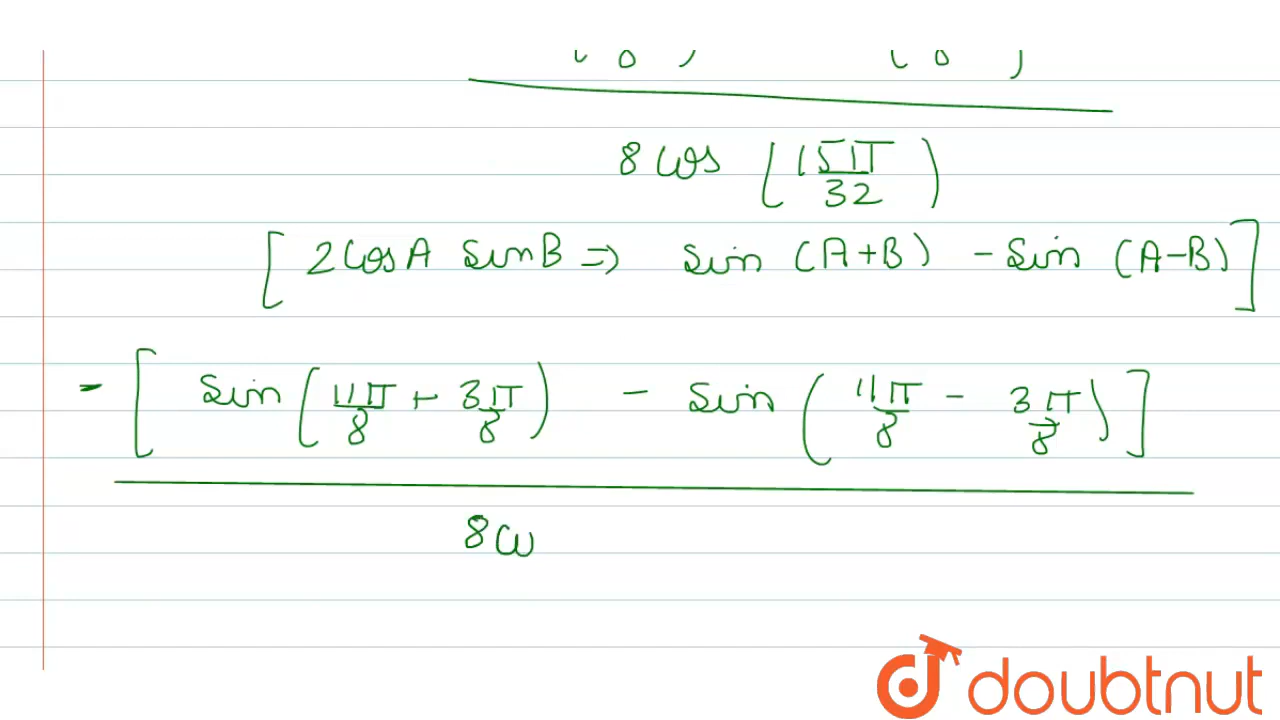 8 cos (15π/32)
[2 cos A sin B ⇒ sin (A+B) - sin (A-B)]
- [sin (11π/8 + 3π/8) - sin (11π/8 - 3π/8)]
8 co
doubtnut